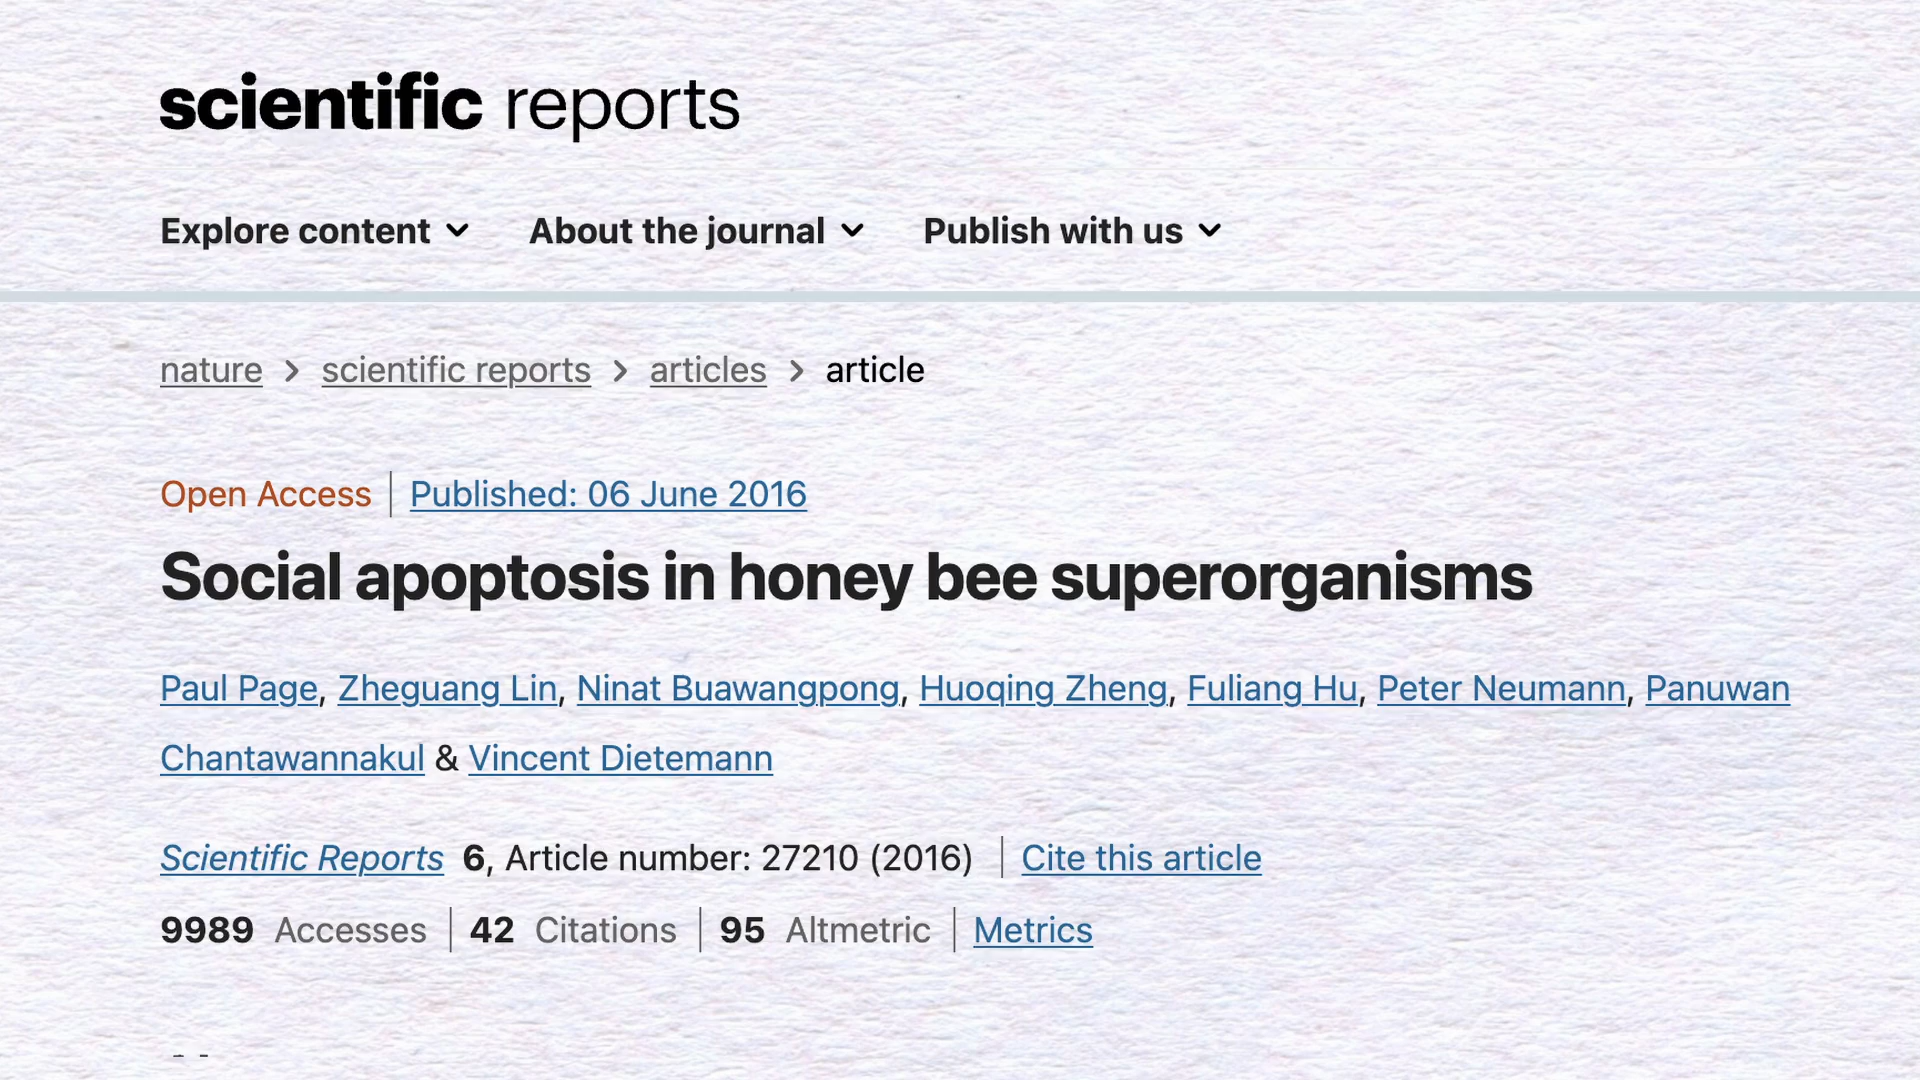 scientific reports
Explore content About the journal Publish with us
nature > scientific reports > articles > article
Open Access | Published: 06 June 2016
Social apoptosis in honey bee superorganisms
Paul Page, Zheguang Lin, Ninat Buawangpong, Huoqing Zheng, Fuliang Hu, Peter Neumann, Panuwan
Chantawannakul & Vincent Dietemann
Scientific Reports 6, Article number: 27210 (2016) | Cite this article
9989 Accesses | 42 Citations | 95 Altmetric | Metrics